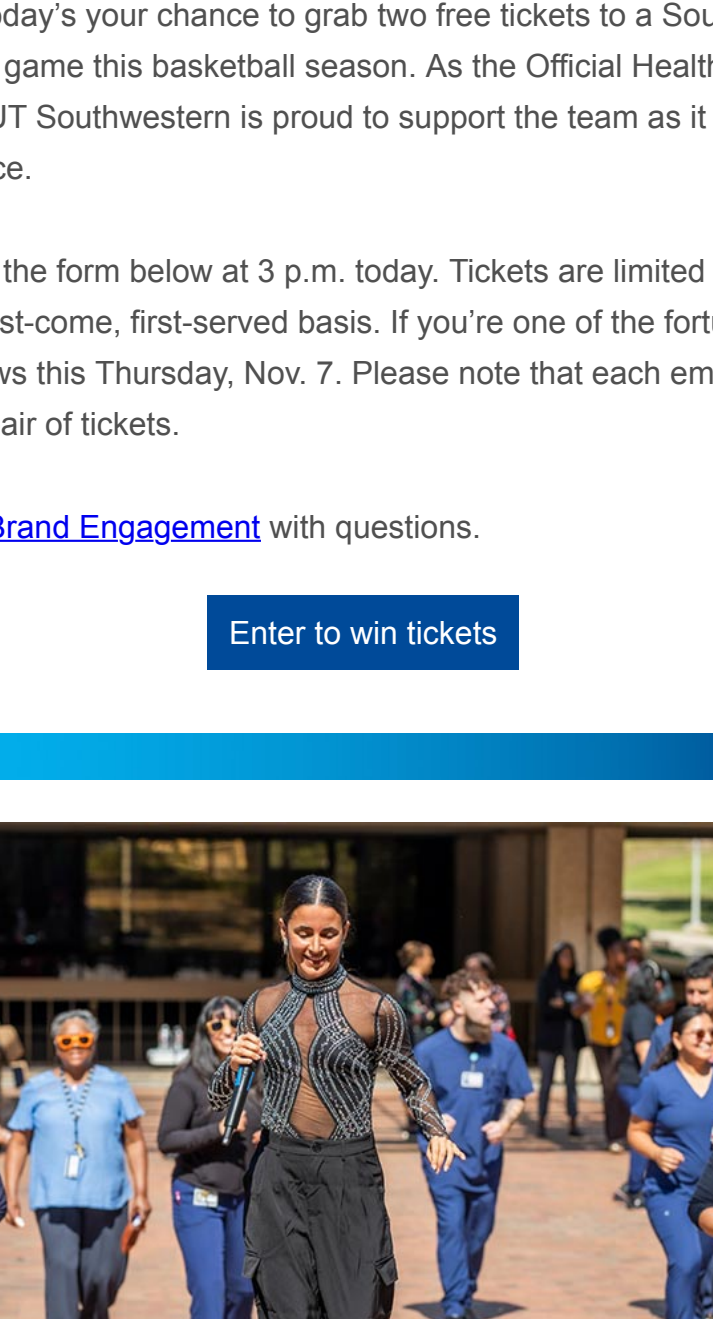 oday’s your chance to grab two free tickets to a Sou
game this basketball season. As the Official Health
UT Southwestern is proud to support the team as it
ce.
the form below at 3 p.m. today. Tickets are limited
st-come, first-served basis. If you’re one of the fortu
ws this Thursday, Nov. 7. Please note that each em
air of tickets.
Brand Engagement with questions.
Enter to win tickets